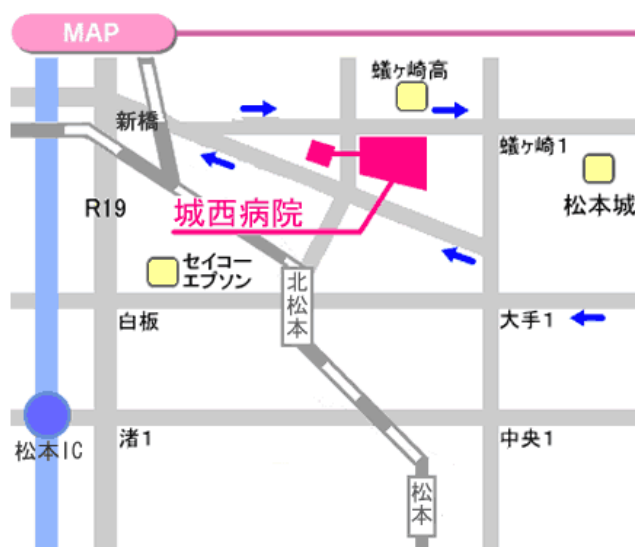 MAP
蟻ヶ崎高
新橋
蟻ヶ崎1
R19
城西病院
松本城
セイコー
エプソン
北松本
白板
大手1
松本IC
渚1
中央1
松本